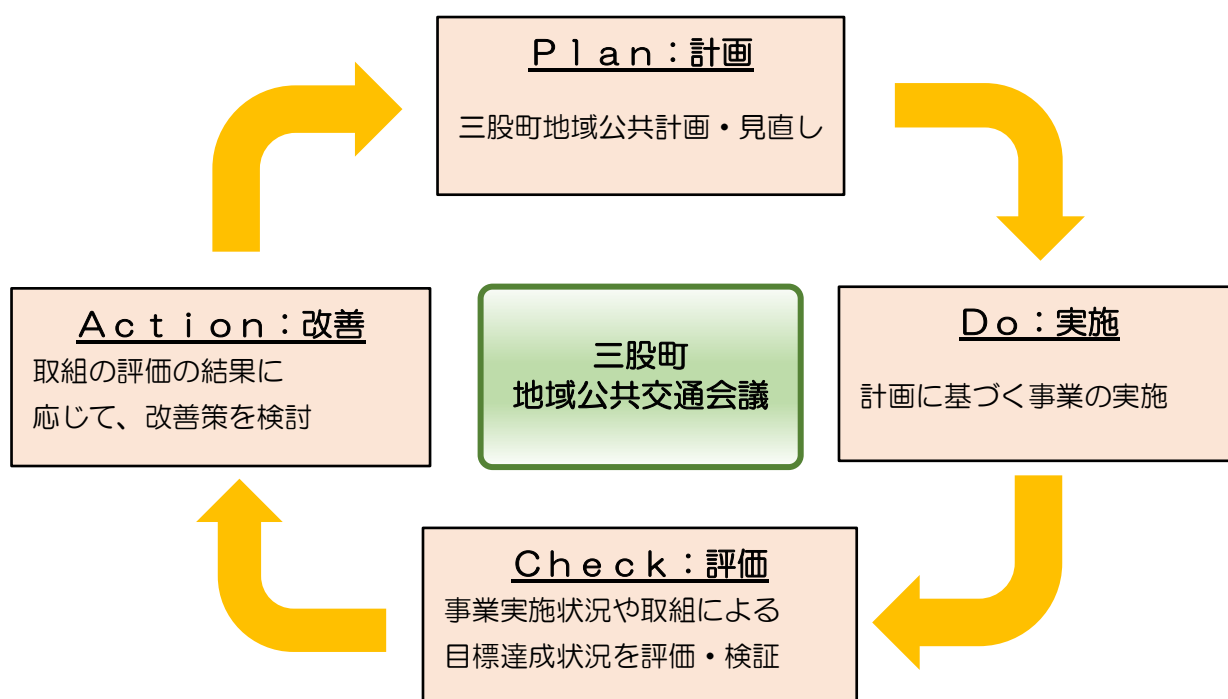 Ｐｌａｎ：計画
三股町地域公共計画・見直し
Ｄｏ：実施
計画に基づく事業の実施
Ｃｈｅｃｋ：評価
事業実施状況や取組による
目標達成状況を評価・検証
Ａｃｔｉｏｎ：改善
取組の評価の結果に
応じて、改善策を検討
三股町
地域公共交通会議